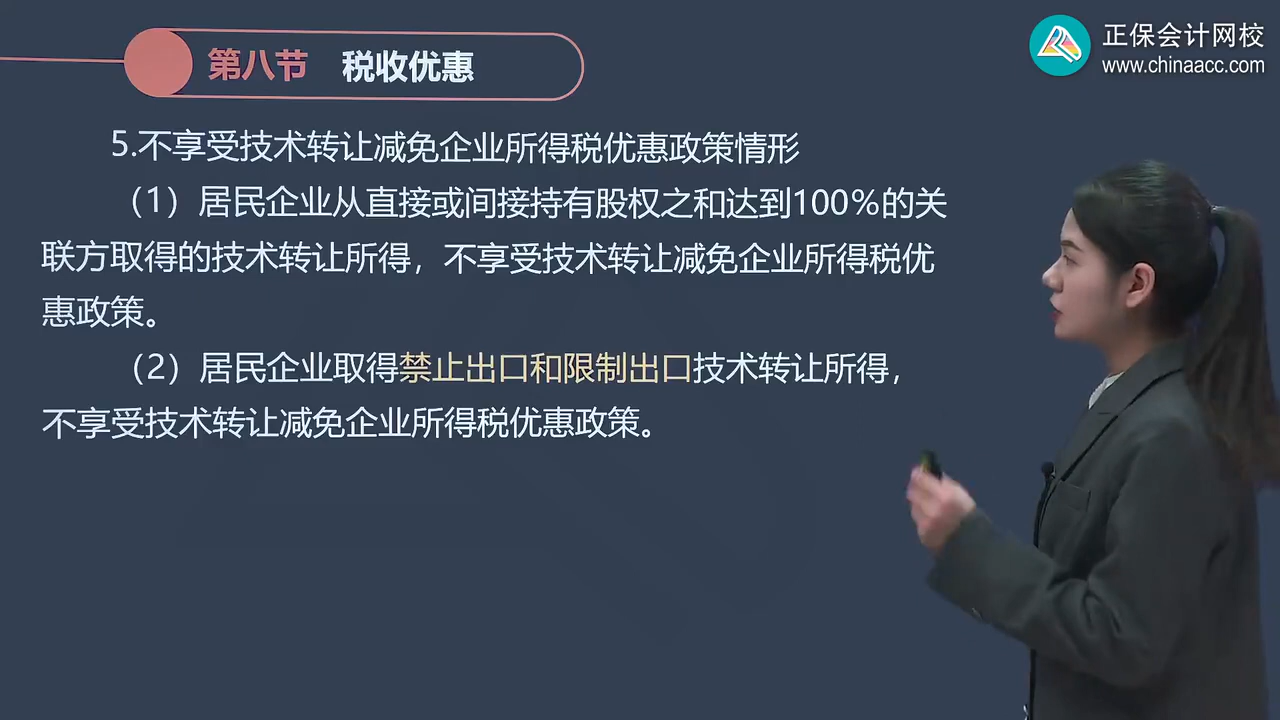 第八节 税收优惠
正保会计网校
www.chinaacc.com
5.不享受技术转让减免企业所得税优惠政策情形
（1）居民企业从直接或间接持有股权之和达到100%的关
联方取得的技术转让所得，不享受技术转让减免企业所得税优
惠政策。
（2）居民企业取得禁止出口和限制出口技术转让所得，
不享受技术转让减免企业所得税优惠政策。